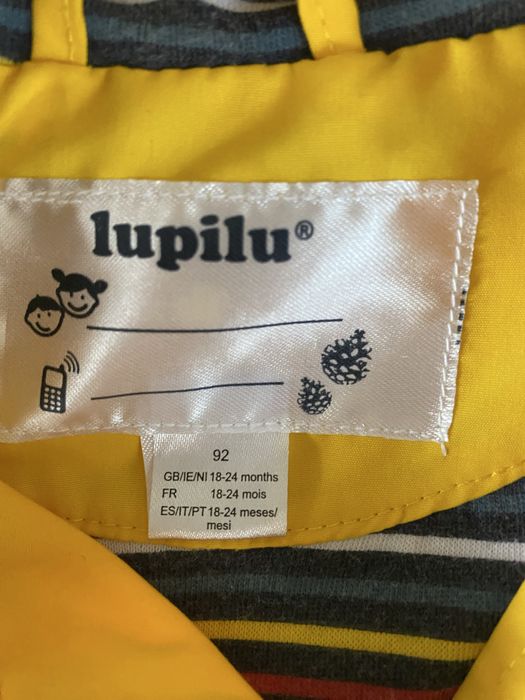 lupilu®
92
GB/IE/NI 18-24 months
FR 18-24 mois
ES/IT/PT 18-24 meses/
mesi